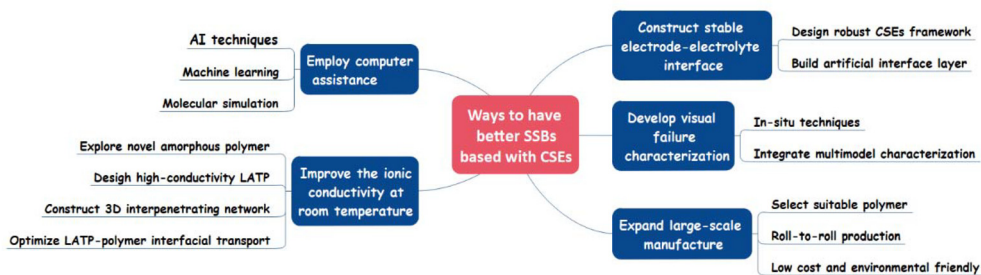 AI techniques
Machine learning
Molecular simulation
Employ computer
assistance
Explore novel amorphous polymer
Desigh high-conductivity LATP
Construct 3D interpenetrating network
Optimize LATP-polymer interfacial transport
Improve the ionic
conductivity at
room temperature
Ways to have
better SSBs
based with CSEs
Construct stable
electrode-electrolyte
interface
Design robust CSEs framework
Build artificial interface layer
Develop visual
failure
characterization
In-situ techniques
Integrate multimodel characterization
Expand large-scale
manufacture
Select suitable polymer
Roll-to-roll production
Low cost and environmental friendly